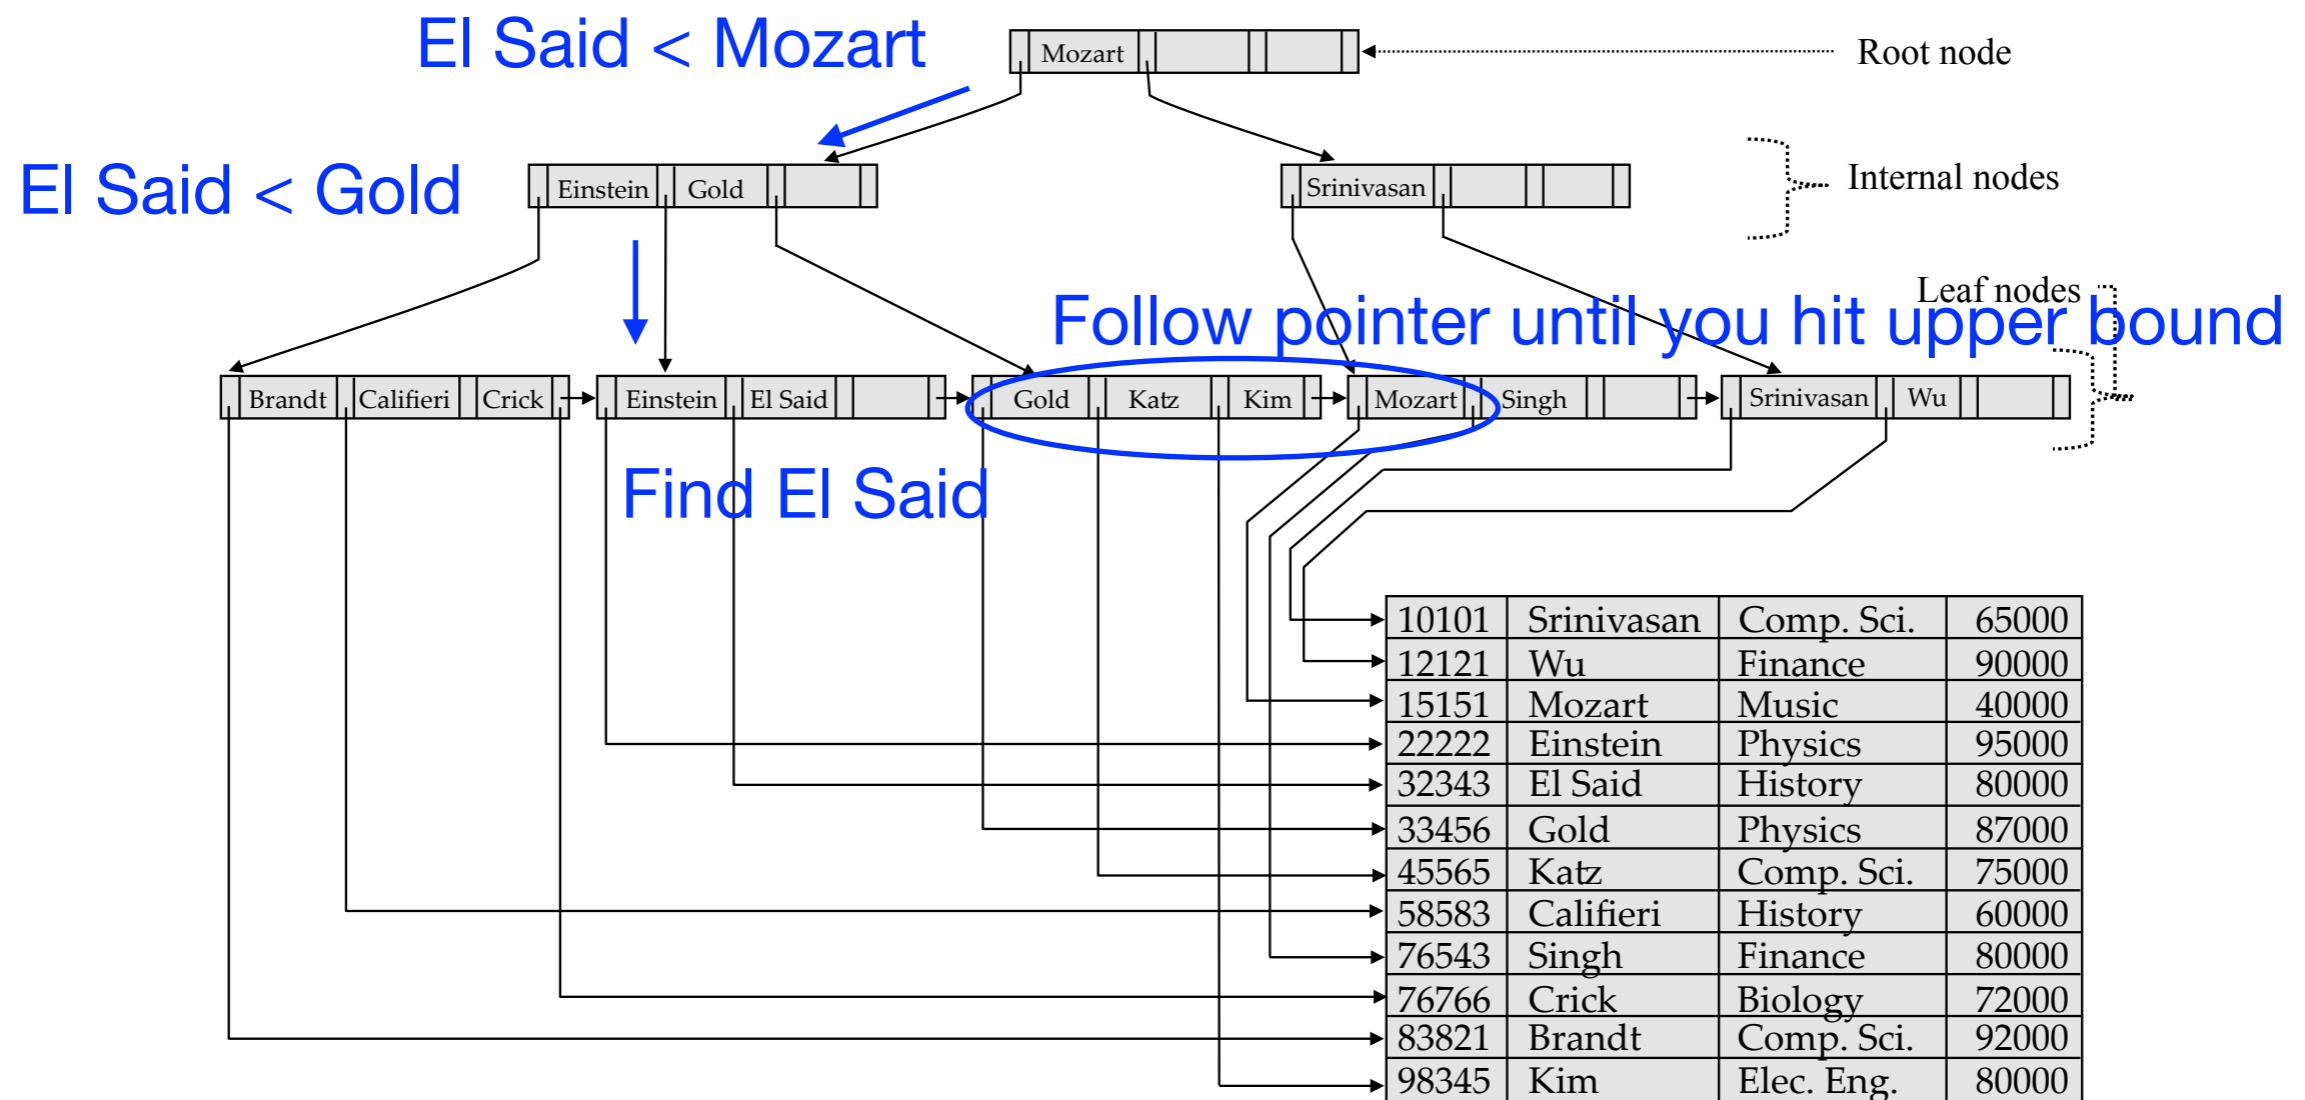 El Said < Mozart
Mozart
Root node
El Said < Gold
Einstein Gold
Srinivasan
Internal nodes
Leaf nodes
Follow pointer until you hit upper bound
Brandt Califieri Crick Einstein El Said Gold Katz Kim Mozart Singh Srinivasan Wu
Find El Said
10101 Srinivasan Comp. Sci. 65000
12121 Wu Finance 90000
15151 Mozart Music 40000
22222 Einstein Physics 95000
32343 El Said History 80000
33456 Gold Physics 87000
45565 Katz Comp. Sci. 75000
58583 Califieri History 60000
76543 Singh Finance 80000
76766 Crick Biology 72000
83821 Brandt Comp. Sci. 92000
98345 Kim Elec. Eng. 80000